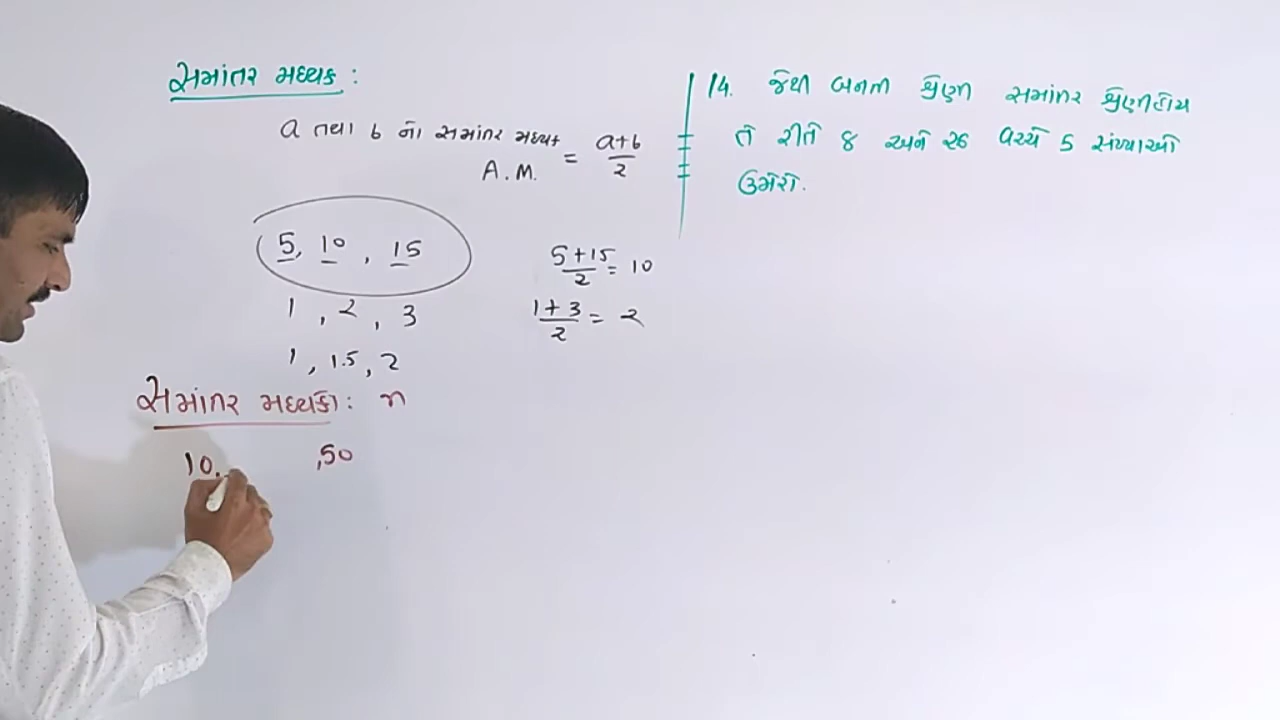 સમાંતર મધ્યક :
a તથા b નો સમાંતર મધ્યક
A.M. = a+b/2
5, 10, 15
5+15/2 = 10
1, 2, 3
1+3/2 = ૨
1, 1.5, 2
સમાંતર મધ્યકો : n
10, ,50
14. જેથી બનતી શ્રેણી સમાંતર શ્રેણી હોય
તે રીતે 8 અને ૨6 વચ્ચે 5 સંખ્યાઓ
ઉમેરો.